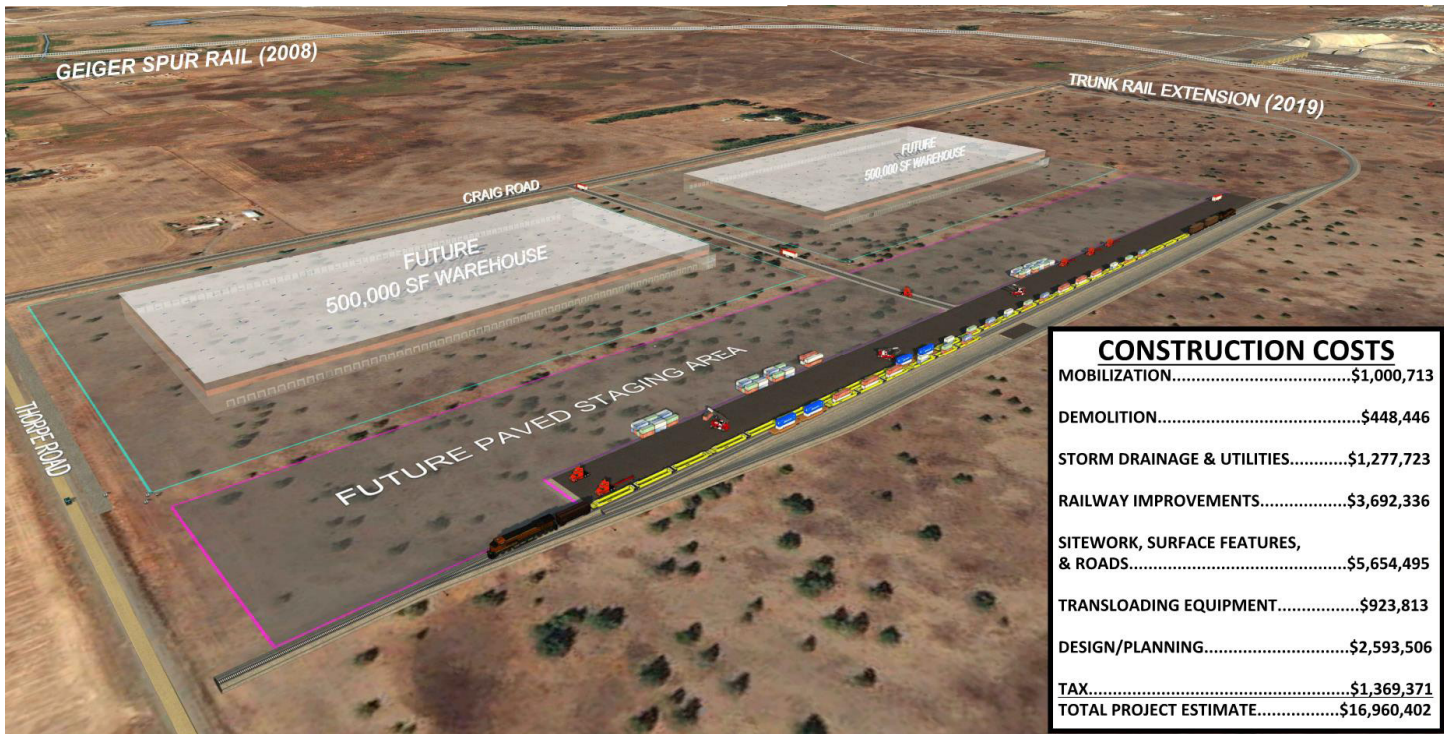 GEIGER SPUR RAIL (2008)
TRUNK RAIL EXTENSION (2019)
FUTURE
500,000 SF WAREHOUSE
CRAIG ROAD
FUTURE
500,000 SF WAREHOUSE
THORPE ROAD
FUTURE PAVED STAGING AREA
CONSTRUCTION COSTS
MOBILIZATION....................................$1,000,713
DEMOLITION.........................................$448,446
STORM DRAINAGE & UTILITIES............$1,277,723
RAILWAY IMPROVEMENTS..................$3,692,336
SITEWORK, SURFACE FEATURES,
& ROADS............................................$5,654,495
TRANSLOADING EQUIPMENT.................$923,813
DESIGN/PLANNING.............................$2,593,506
TAX.....................................................$1,369,371
TOTAL PROJECT ESTIMATE.................$16,960,402